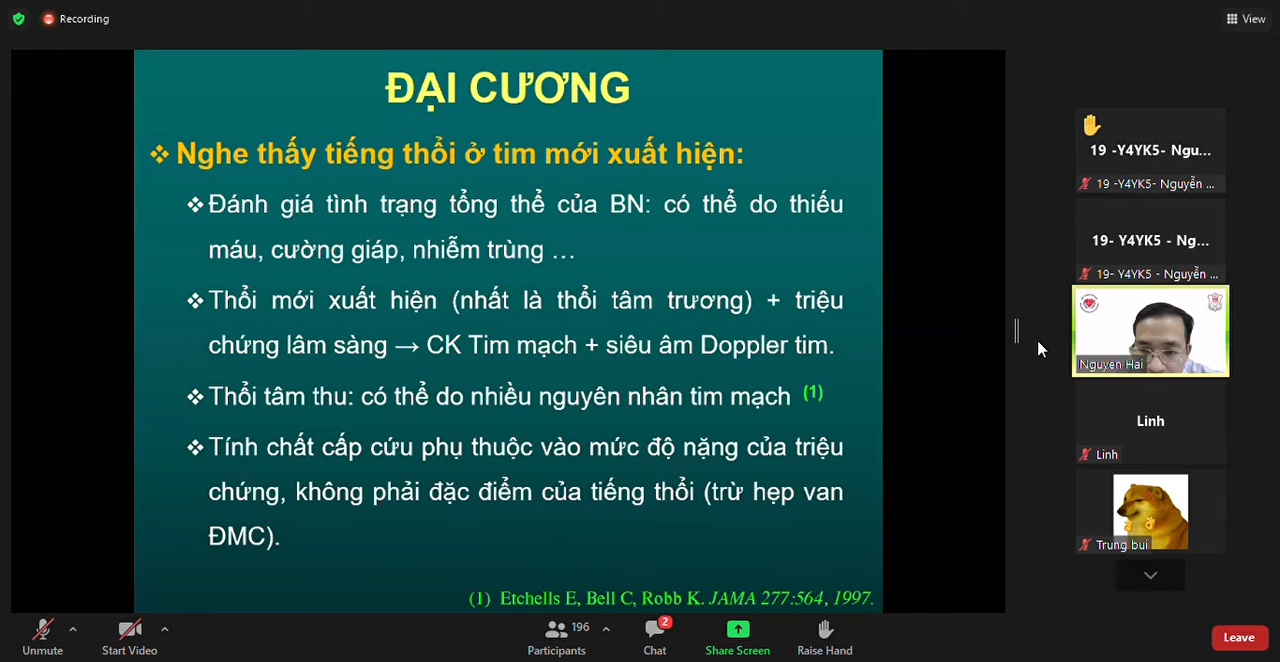 Recording
View
ĐẠI CƯƠNG
❖ Nghe thấy tiếng thổi ở tim mới xuất hiện:
❖ Đánh giá tình trạng tổng thể của BN: có thể do thiếu
máu, cường giáp, nhiễm trùng …
❖ Thổi mới xuất hiện (nhất là thổi tâm trương) + triệu
chứng lâm sàng → CK Tim mạch + siêu âm Doppler tim.
❖ Thổi tâm thu: có thể do nhiều nguyên nhân tim mạch (1)
❖ Tính chất cấp cứu phụ thuộc vào mức độ nặng của triệu
chứng, không phải đặc điểm của tiếng thổi (trừ hẹp van
ĐMC).
(1) Etchells E, Bell C, Robb K. JAMA 277:564, 1997.
19 -Y4YK5- Ngu...
19 -Y4YK5- Nguyễn ...
19- Y4YK5 - Ng...
19- Y4YK5 - Nguyễn ...
Nguyen Hai
Linh
Linh
Trung bui
Unmute
Start Video
196
Participants
2
Chat
Share Screen
Raise Hand
Leave